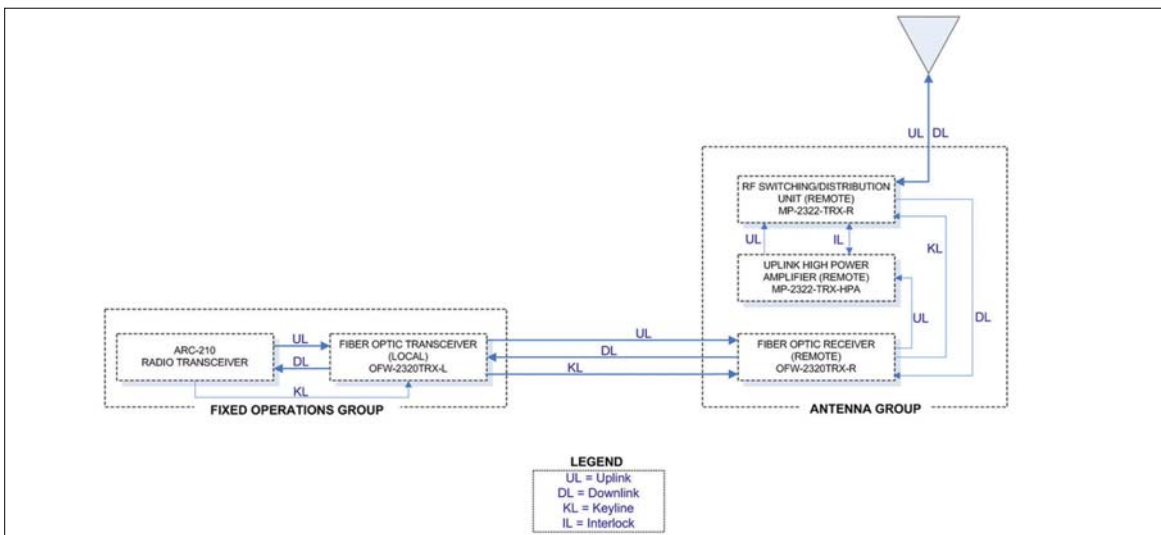 UL DL
RF SWITCHING/DISTRIBUTION
UNIT (REMOTE)
MP-2322-TRX-R
UL
IL
KL
UPLINK HIGH POWER
AMPLIFIER (REMOTE)
MP-2322-TRX-HPA
UL
DL
ARC-210
RADIO TRANSCEIVER
UL
DL
KL
FIBER OPTIC TRANSCEIVER
(LOCAL)
OFW-2320TRX-L
UL
DL
KL
FIBER OPTIC RECEIVER
(REMOTE)
OFW-2320TRX-R
FIXED OPERATIONS GROUP
ANTENNA GROUP
LEGEND
UL = Uplink
DL = Downlink
KL = Keyline
IL = Interlock